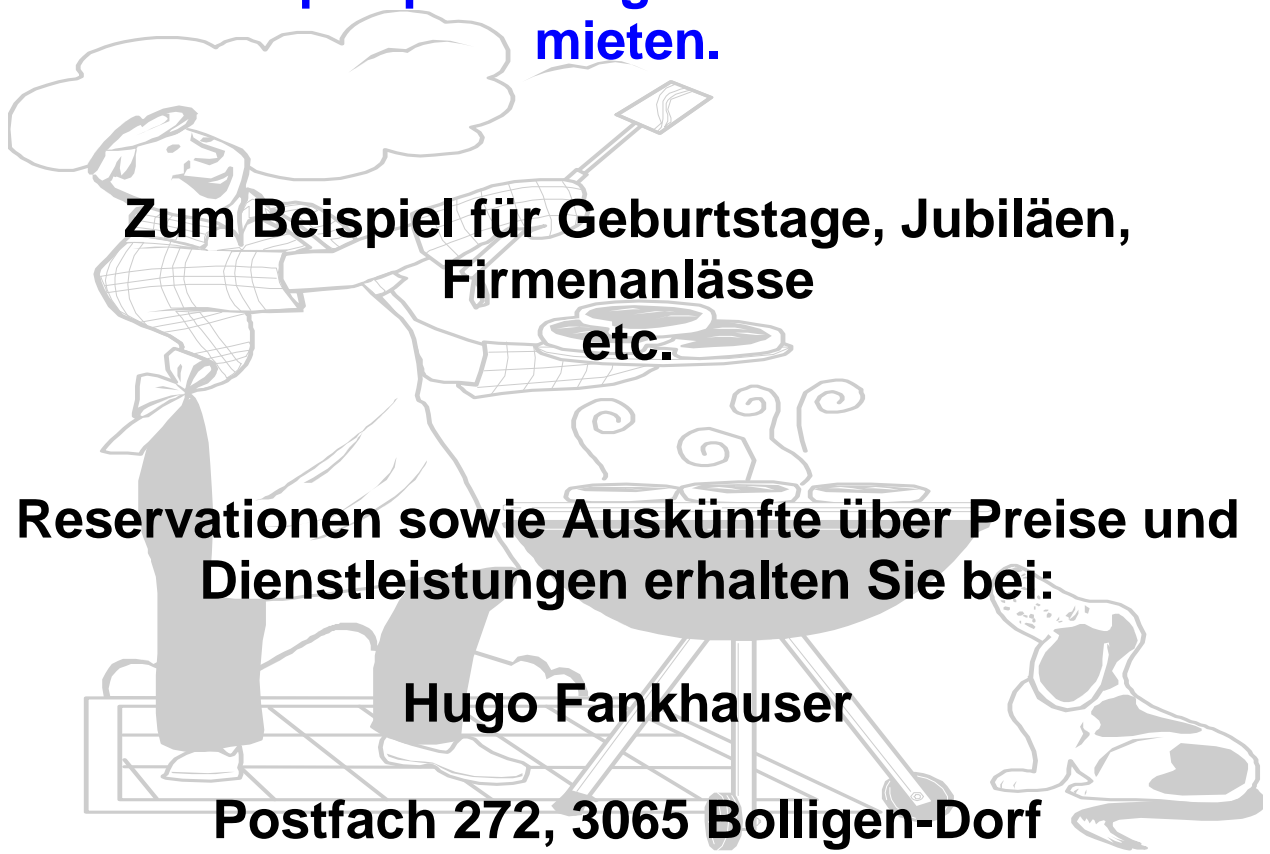 mieten.
Zum Beispiel für Geburtstage, Jubiläen,
Firmenanlässe
etc.
Reservationen sowie Auskünfte über Preise und
Dienstleistungen erhalten Sie bei:
Hugo Fankhauser
Postfach 272, 3065 Bolligen-Dorf